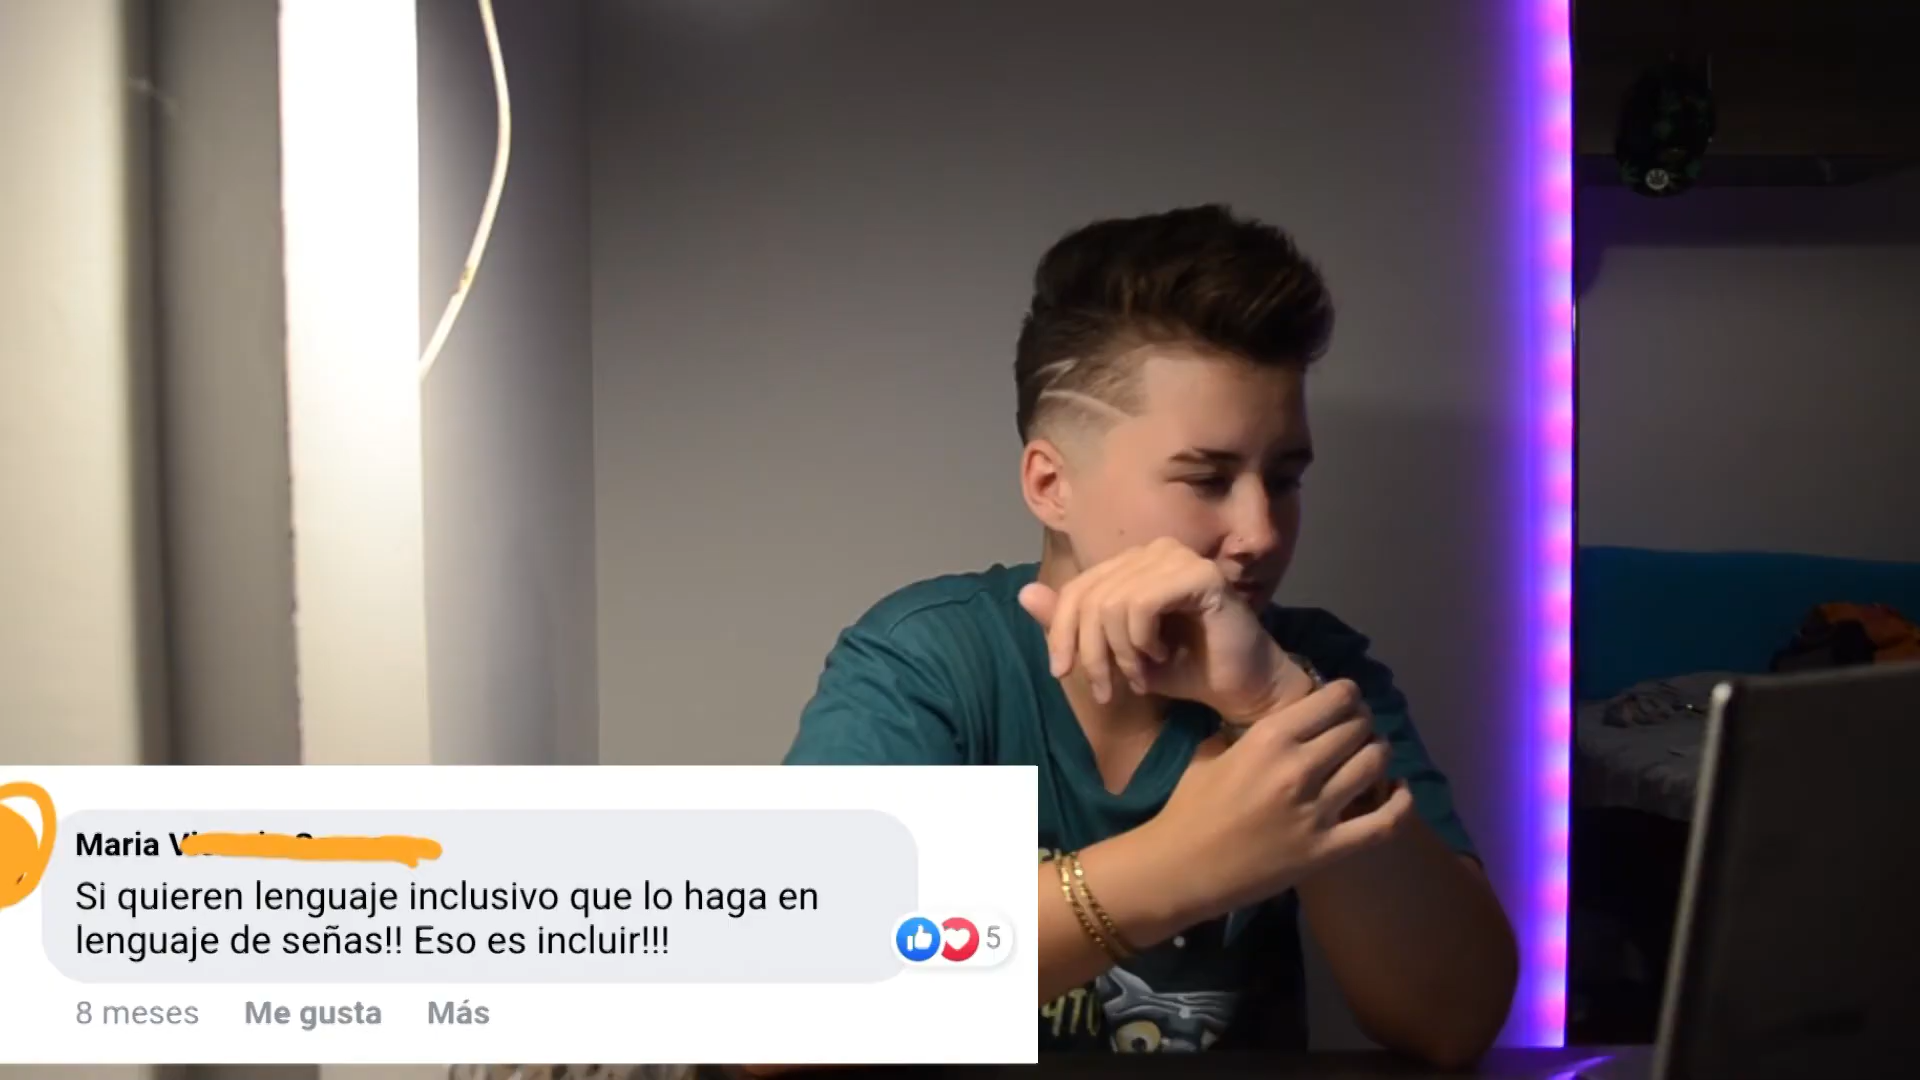 Maria
Si quieren lenguaje inclusivo que lo haga en
lenguaje de señas!! Eso es incluir!!!
5
8 meses Me gusta Más